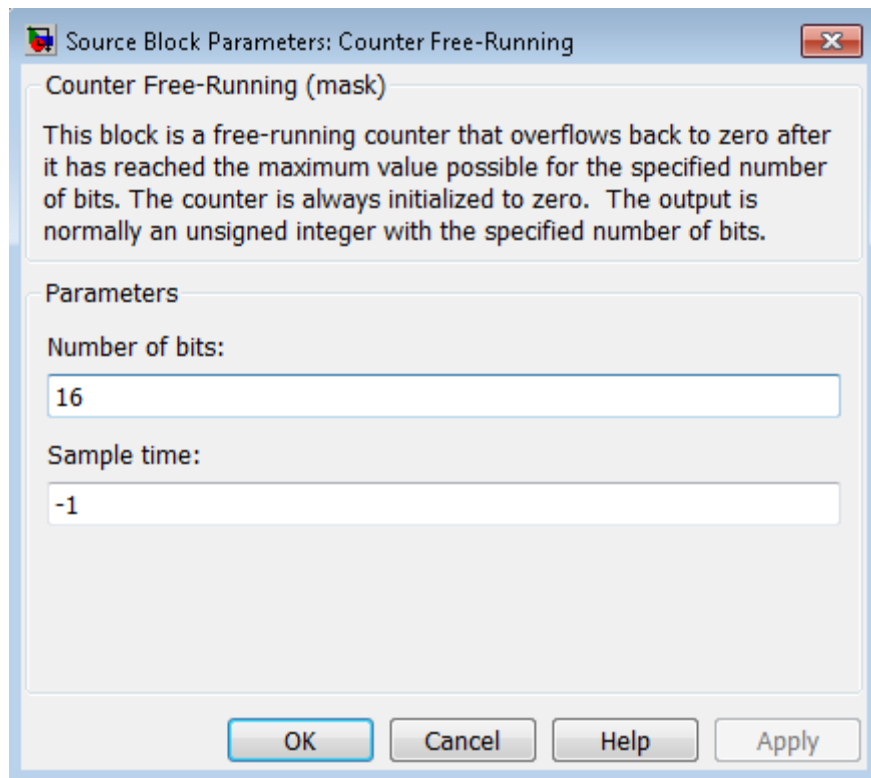 Source Block Parameters: Counter Free-Running
Counter Free-Running (mask)
This block is a free-running counter that overflows back to zero after
it has reached the maximum value possible for the specified number
of bits. The counter is always initialized to zero.  The output is
normally an unsigned integer with the specified number of bits.
Parameters
Number of bits:
16
Sample time:
-1
OK Cancel Help Apply